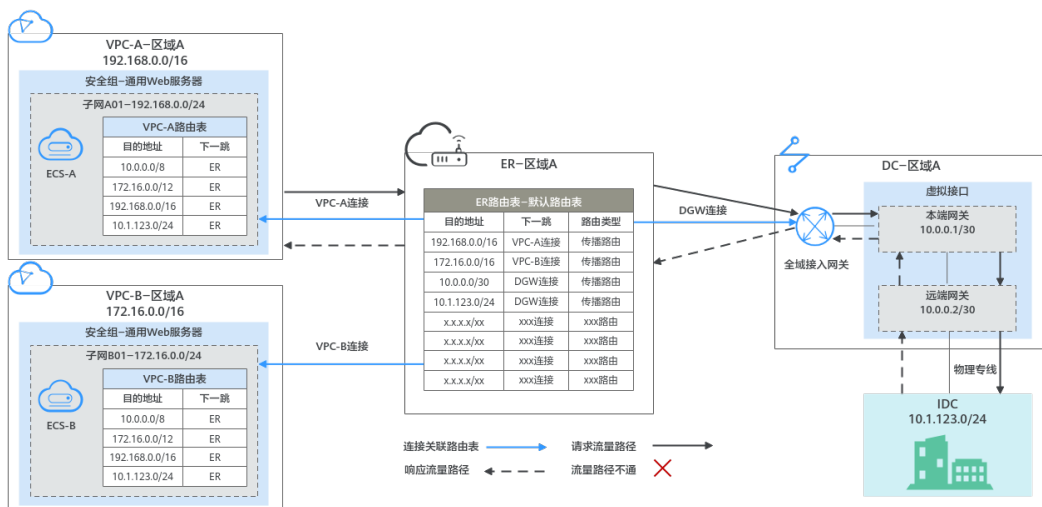 VPC-A–区域A
192.168.0.0/16
安全组–通用Web服务器
子网A01–192.168.0.0/24
ECS-A
VPC-A路由表
目的地址 下一跳
10.0.0.0/8 ER
172.16.0.0/12 ER
192.168.0.0/16 ER
10.1.123.0/24 ER
VPC-B–区域A
172.16.0.0/16
安全组–通用Web服务器
子网B01–172.16.0.0/24
ECS-B
VPC-B路由表
目的地址 下一跳
10.0.0.0/8 ER
172.16.0.0/12 ER
192.168.0.0/16 ER
10.1.123.0/24 ER
VPC-A连接
VPC-B连接
ER–区域A
ER路由表–默认路由表
目的地址 下一跳 路由类型
192.168.0.0/16 VPC-A连接 传播路由
172.16.0.0/16 VPC-B连接 传播路由
10.0.0.0/30 DGW连接 传播路由
10.1.123.0/24 DGW连接 传播路由
x.x.x.x/xx xxx连接 xxx路由
x.x.x.x/xx xxx连接 xxx路由
x.x.x.x/xx xxx连接 xxx路由
x.x.x.x/xx xxx连接 xxx路由
DGW连接
DC–区域A
全域接入网关
虚拟接口
本端网关
10.0.0.1/30
远端网关
10.0.0.2/30
物理专线
IDC
10.1.123.0/24
连接关联路由表
请求流量路径
响应流量路径
流量路径不通